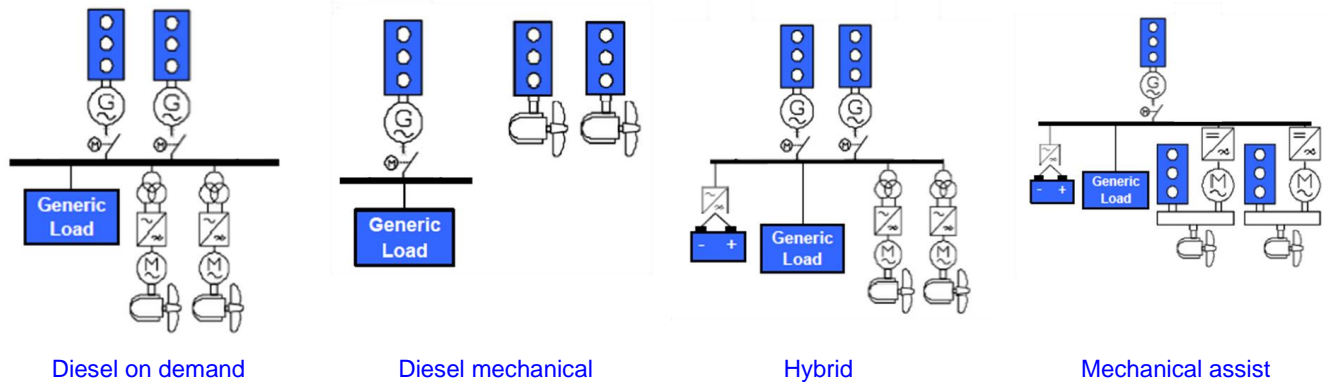 G G
M M
Generic
Load
M M
Diesel on demand
G
M
Generic
Load
Diesel mechanical
G G
M M
- +
Generic
Load
M M
Hybrid
G
M
- +
Generic
Load
M M
Mechanical assist